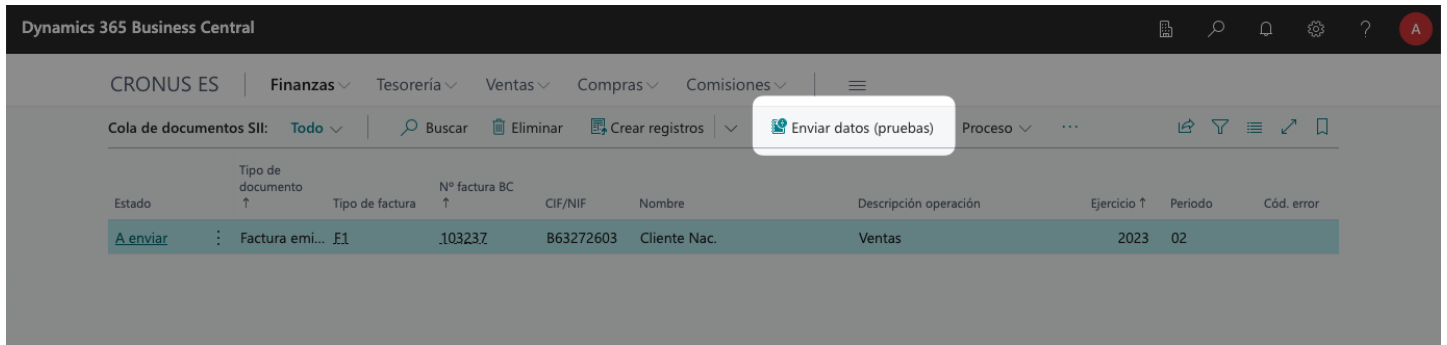 Dynamics 365 Business Central
A
CRONUS ES Finanzas Tesorería Ventas Compras Comisiones
Cola de documentos SII: Todo Buscar Eliminar Crear registros Enviar datos (pruebas) Proceso ...
Estado Tipo de documento ↑ Tipo de factura Nº factura BC ↑ CIF/NIF Nombre Descripción operación Ejercicio ↑ Periodo Cód. error
A enviar Factura emi... F1 103237 B63272603 Cliente Nac. Ventas 2023 02